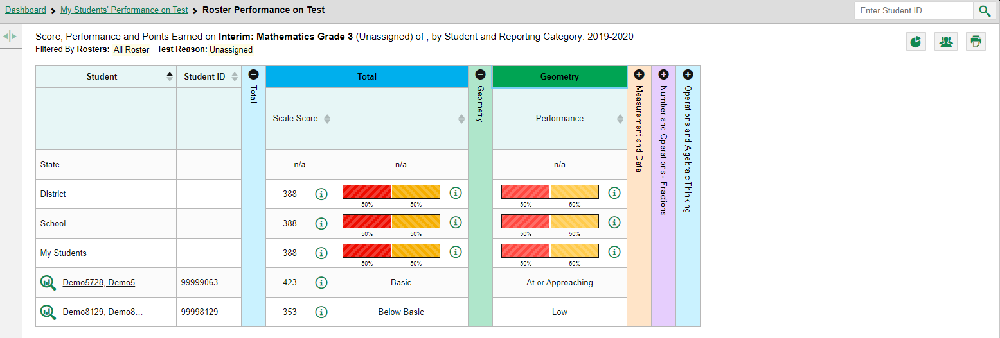 Dashboard > My Students' Performance on Test > Roster Performance on Test
Enter Student ID
Score, Performance and Points Earned on Interim: Mathematics Grade 3 (Unassigned) of , by Student and Reporting Category: 2019-2020
Filtered By Rosters: All Roster Test Reason: Unassigned
Student Student ID Total Total Geometry Geometry Measurement and Data Number and Operations - Fractions Operations and Algebraic Thinking
Scale Score Performance
State n/a n/a n/a
District 388
50% 50% 50% 50%
School 388
50% 50% 50% 50%
My Students 388
50% 50% 50% 50%
Demo5728, Demo5... 99999063 423 Basic At or Approaching
Demo8129, Demo8... 99998129 353 Below Basic Low